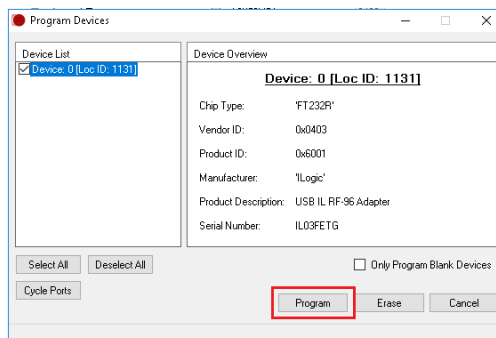 Program Devices
Device List
Device: 0 [Loc ID: 1131]
Device Overview
Device: 0 [Loc ID: 1131]
Chip Type: 'FT232R'
Vendor ID: 0x0403
Product ID: 0x6001
Manufacturer: 'ILogic'
Product Description: USB IL RF-96 Adapter
Serial Number: IL03FETG
Select All Deselect All
Only Program Blank Devices
Cycle Ports
Program Erase Cancel